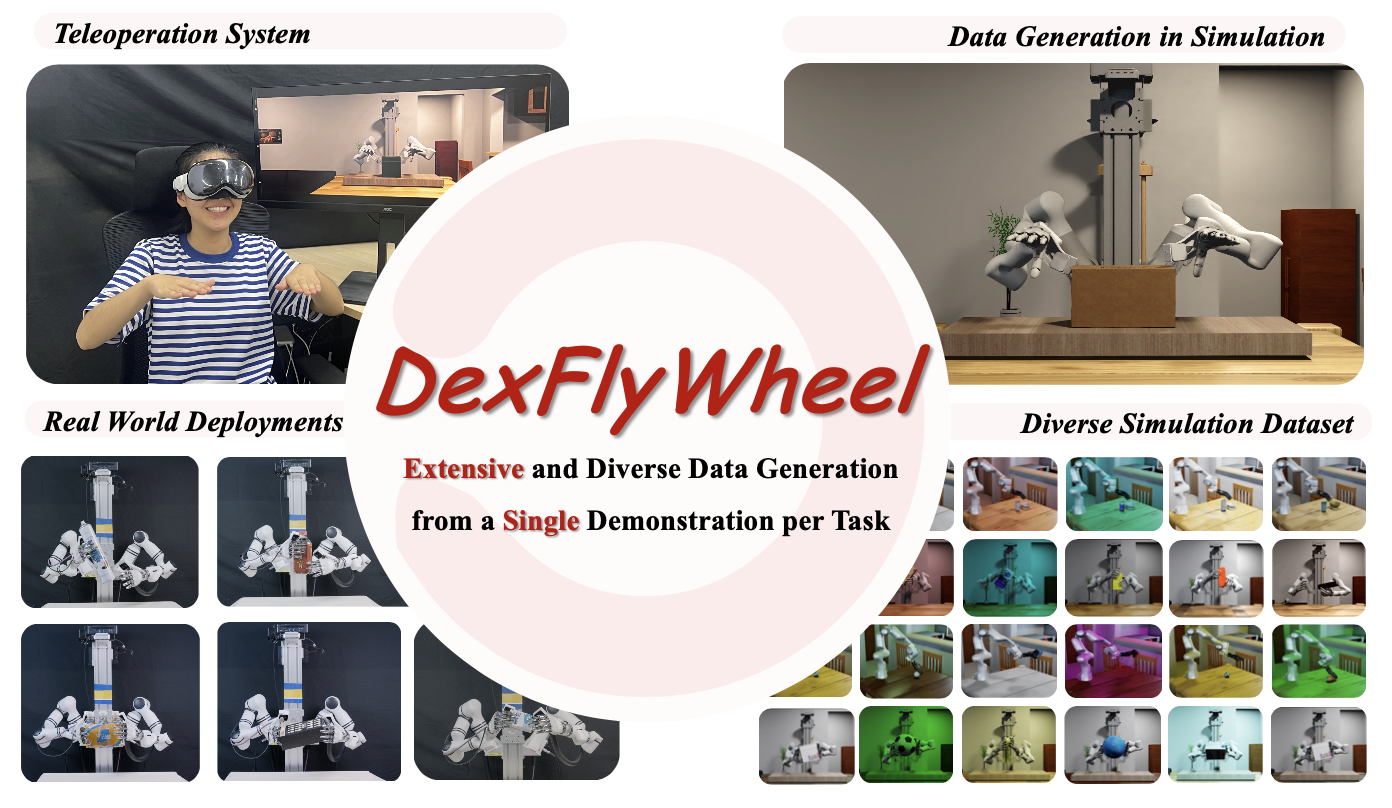 Teleoperation System
Data Generation in Simulation
DexFlyWheel
Extensive and Diverse Data Generation
from a Single Demonstration per Task
Real World Deployments
Diverse Simulation Dataset